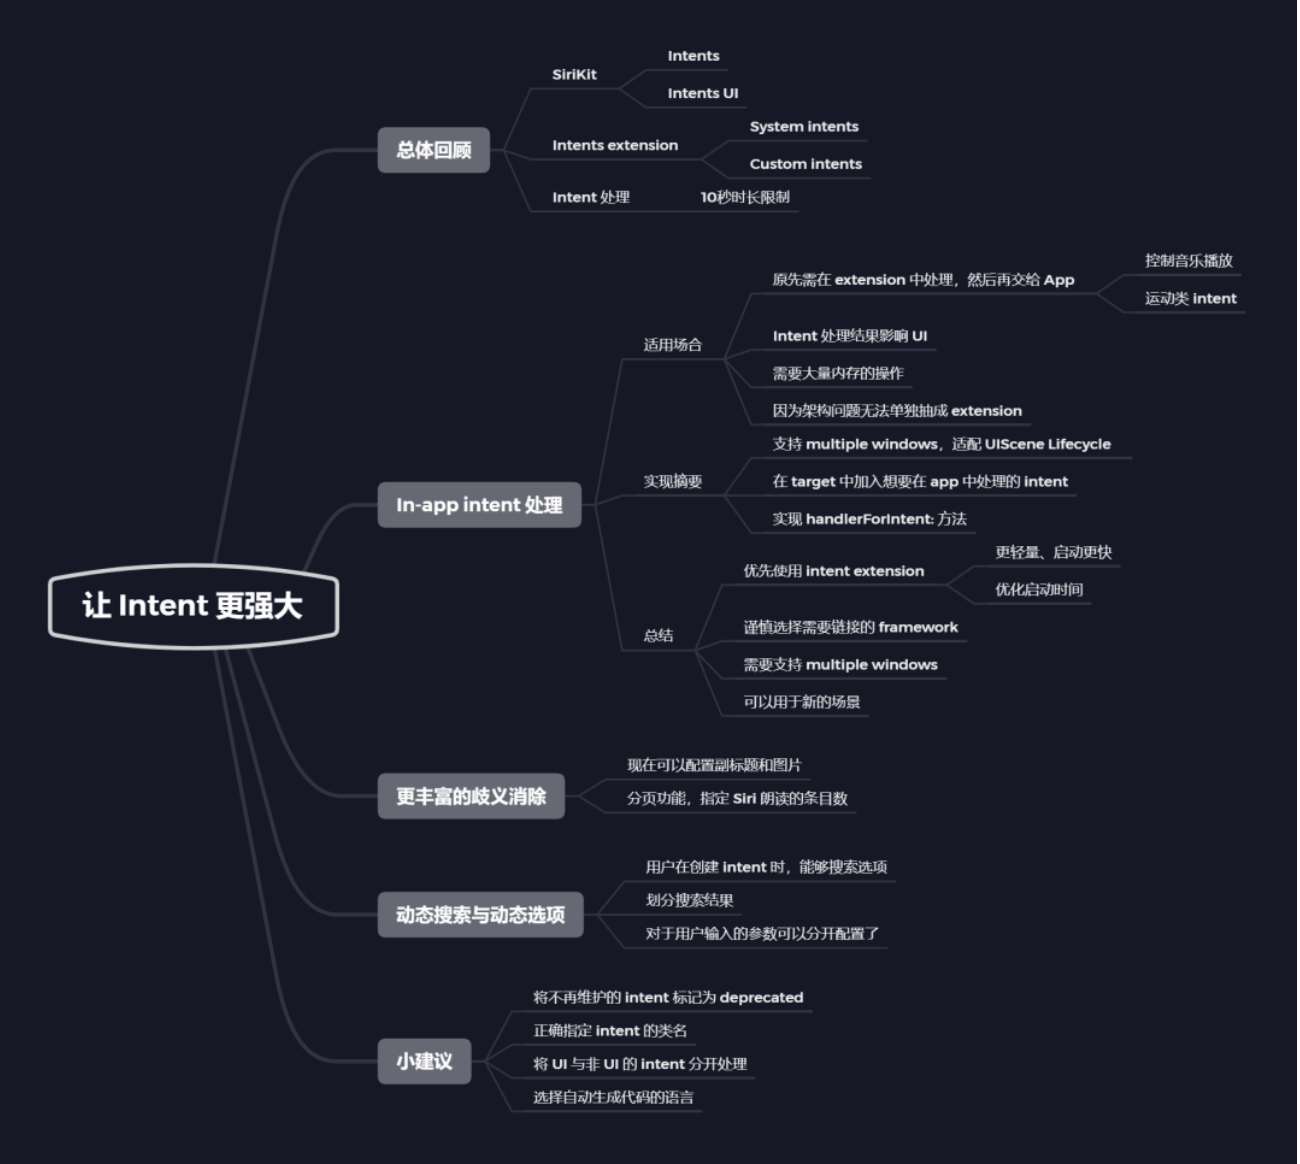 让 Intent 更强大
总体回顾
SiriKit
Intents
Intents UI
Intents extension
System intents
Custom intents
Intent 处理
10秒时长限制
In-app intent 处理
适用场合
原先需在 extension 中处理，然后再交给 App
控制音乐播放
运动类 intent
Intent 处理结果影响 UI
需要大量内存的操作
因为架构问题无法单独抽成 extension
实现摘要
支持 multiple windows，适配 UIScene Lifecycle
在 target 中加入想要在 app 中处理的 intent
实现 handlerForIntent: 方法
总结
优先使用 intent extension
更轻量、启动更快
优化启动时间
谨慎选择需要链接的 framework
需要支持 multiple windows
可以用于新的场景
更丰富的歧义消除
现在可以配置副标题和图片
分页功能，指定 Siri 朗读的条目数
动态搜索与动态选项
用户在创建 intent 时，能够搜索选项
划分搜索结果
对于用户输入的参数可以分开配置了
小建议
将不再维护的 intent 标记为 deprecated
正确指定 intent 的类名
将 UI 与非 UI 的 intent 分开处理
选择自动生成代码的语言